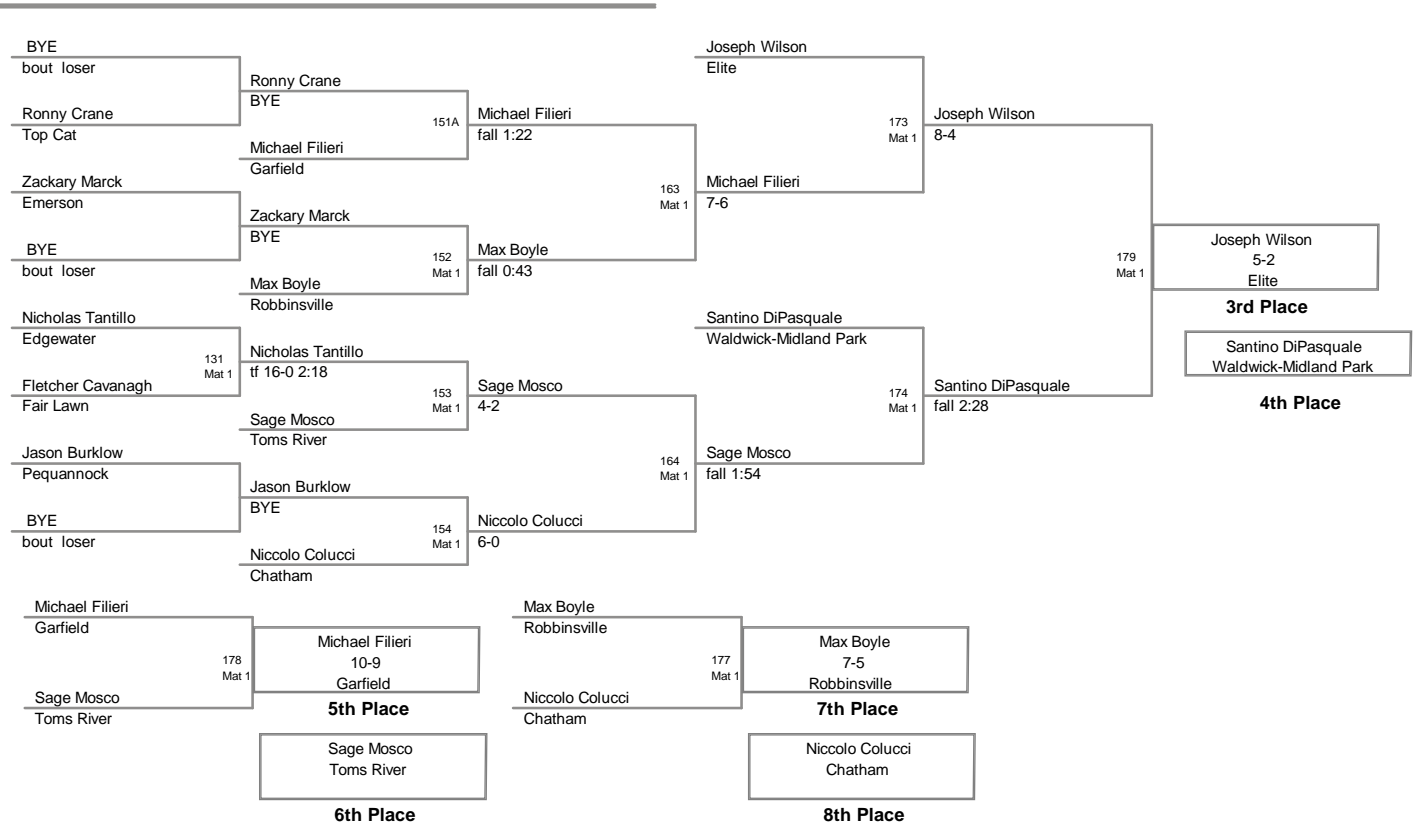 BYE
bout loser
Ronny Crane
Top Cat
Zackary Marck
Emerson
BYE
bout loser
Nicholas Tantillo
Edgewater
131
Mat 1
Fletcher Cavanagh
Fair Lawn
Jason Burklow
Pequannock
BYE
bout loser
Ronny Crane
BYE
151A
Michael Filieri
Garfield
Zackary Marck
BYE
152
Mat 1
Max Boyle
Robbinsville
Nicholas Tantillo
tf 16-0 2:18
153
Mat 1
Sage Mosco
Toms River
Jason Burklow
BYE
154
Mat 1
Niccolo Colucci
Chatham
Michael Filieri
fall 1:22
163
Mat 1
Max Boyle
fall 0:43
Sage Mosco
4-2
164
Mat 1
Niccolo Colucci
6-0
Joseph Wilson
Elite
173
Mat 1
Michael Filieri
7-6
Santino DiPasquale
Waldwick-Midland Park
174
Mat 1
Sage Mosco
fall 1:54
Joseph Wilson
8-4
179
Mat 1
Santino DiPasquale
fall 2:28
Joseph Wilson
5-2
Elite
3rd Place
Santino DiPasquale
Waldwick-Midland Park
4th Place
Michael Filieri
Garfield
178
Mat 1
Sage Mosco
Toms River
Michael Filieri
10-9
Garfield
5th Place
Sage Mosco
Toms River
6th Place
Max Boyle
Robbinsville
177
Mat 1
Niccolo Colucci
Chatham
Max Boyle
7-5
Robbinsville
7th Place
Niccolo Colucci
Chatham
8th Place